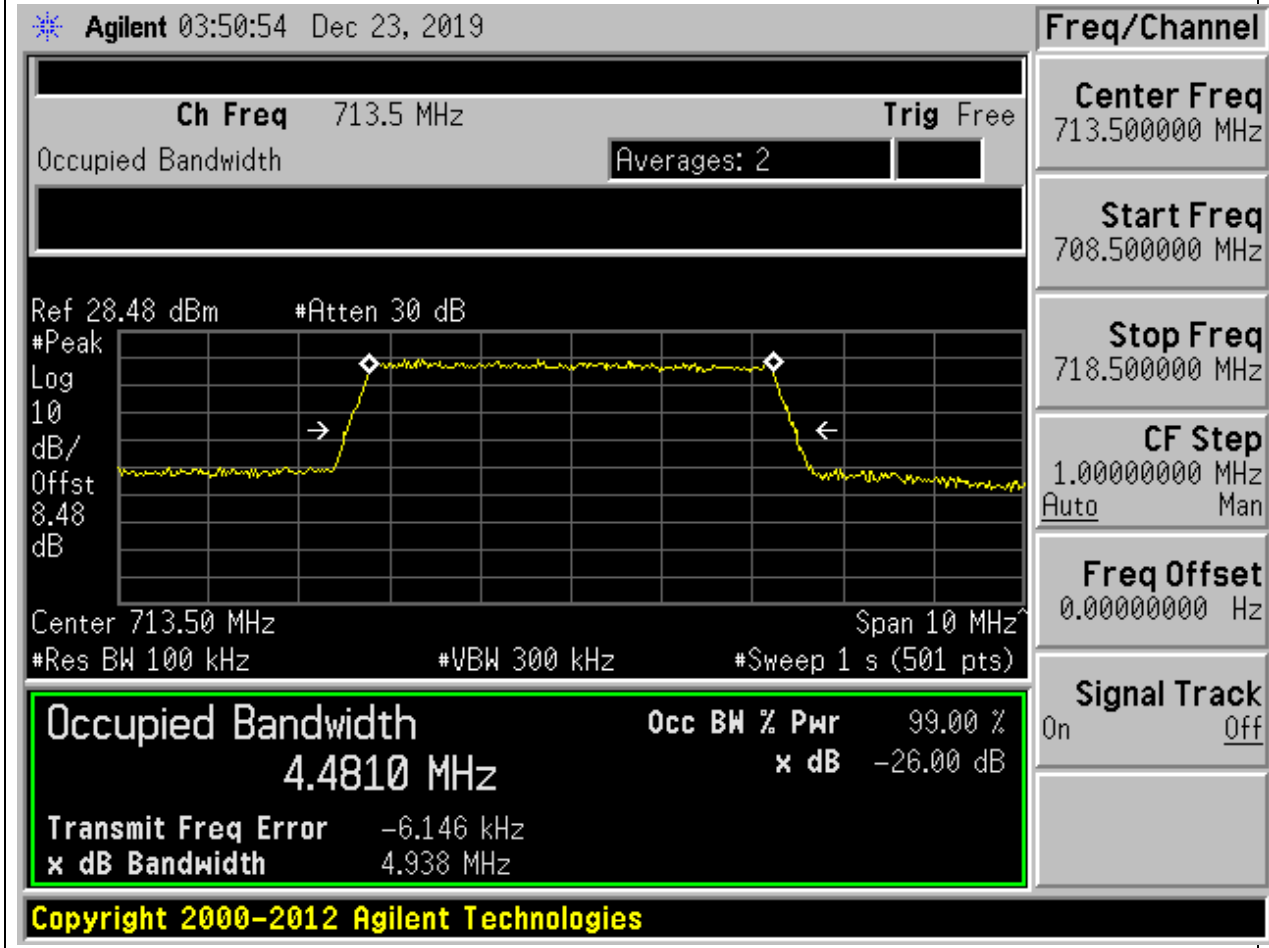 Agilent 03:50:54 Dec 23, 2019
Freq/Channel
Ch Freq 713.5 MHz Trig Free
Occupied Bandwidth Averages: 2
Ref 28.48 dBm #Atten 30 dB
#Peak
Log
10
dB/
Offst
8.48
dB
Center 713.50 MHz Span 10 MHz^
#Res BW 100 kHz #VBW 300 kHz #Sweep 1 s (501 pts)
Occupied Bandwidth Occ BW % Pwr 99.00 %
4.4810 MHz x dB -26.00 dB
Transmit Freq Error -6.146 kHz
x dB Bandwidth 4.938 MHz
Copyright 2000-2012 Agilent Technologies
Center Freq
713.500000 MHz
Start Freq
708.500000 MHz
Stop Freq
718.500000 MHz
CF Step
1.00000000 MHz
Auto Man
Freq Offset
0.00000000 Hz
Signal Track
On Off